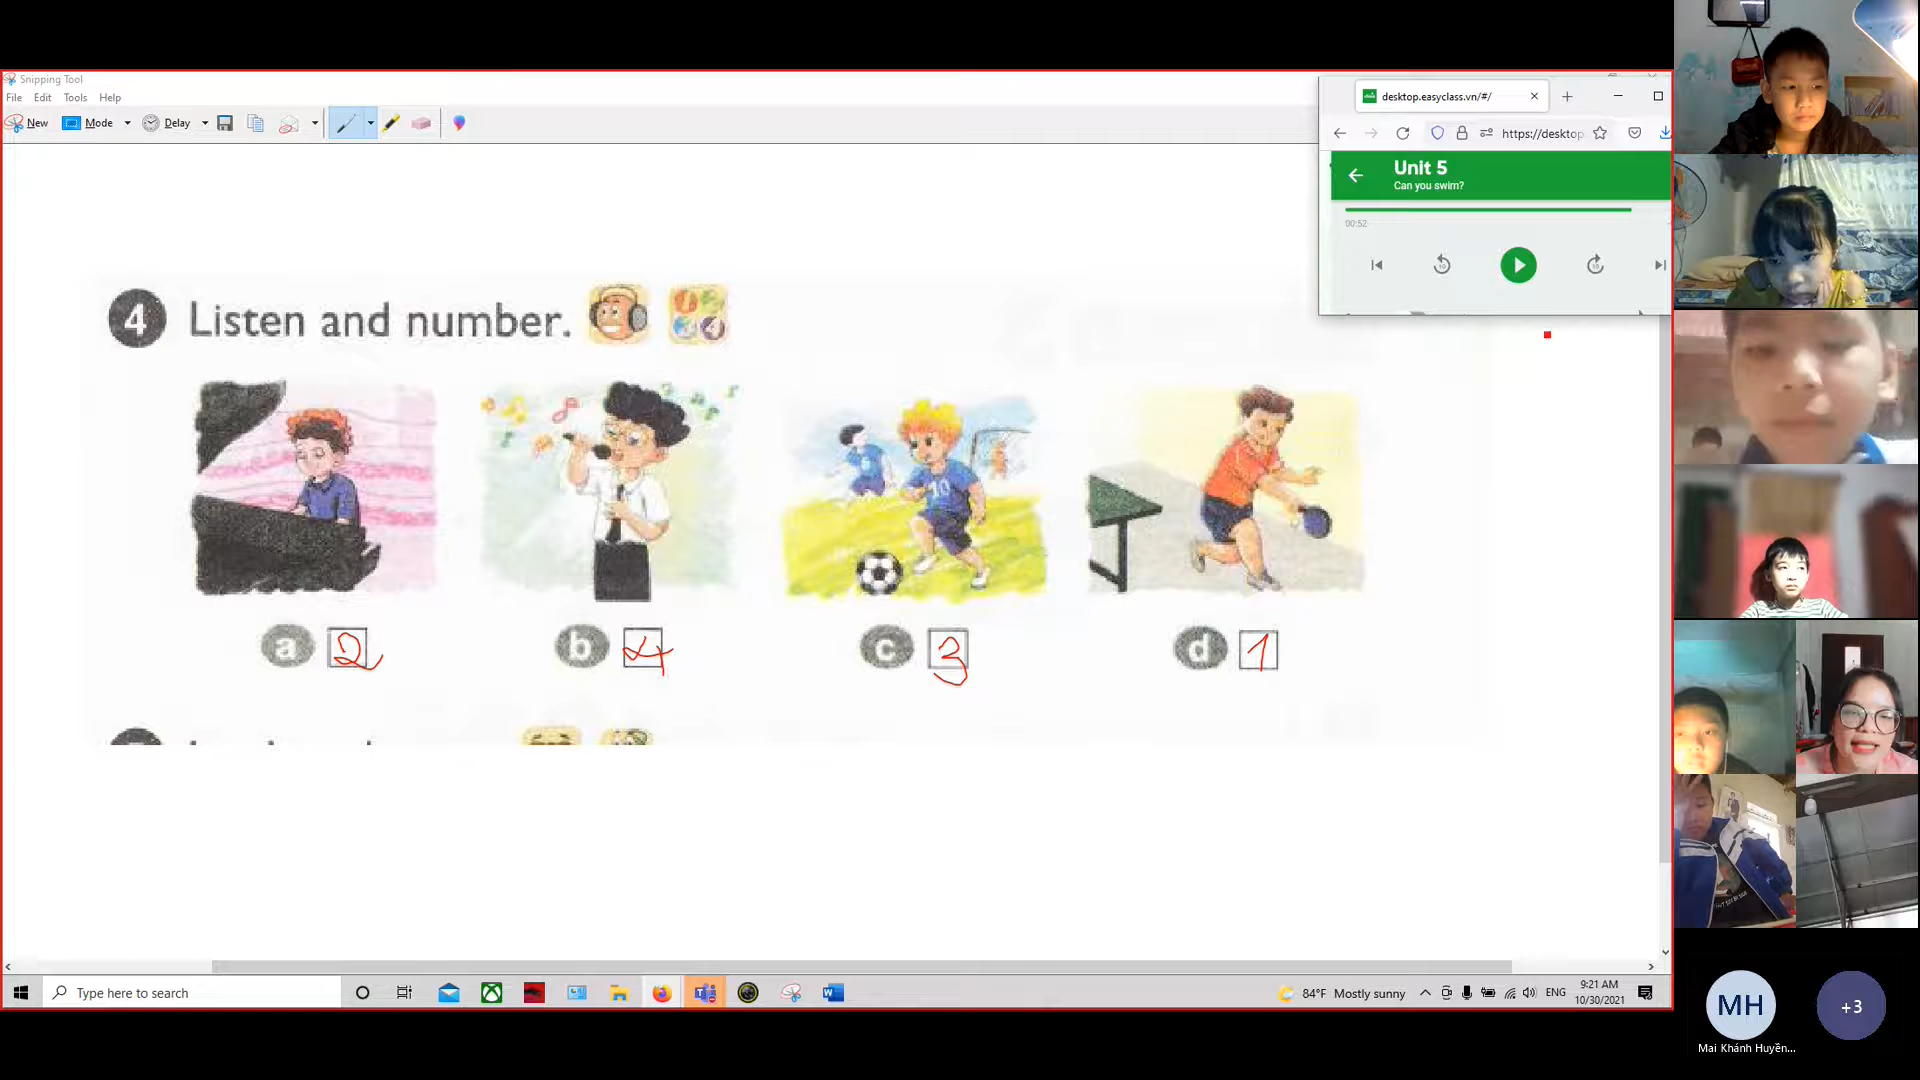 Snipping Tool
File Edit Tools Help
New Mode Delay
desktop.easyclass.vn/#/
https://deskto
Unit 5
Can you swim?
00:52
4 Listen and number.
10
a 2 b 4 c 3 d 1
Type here to search
84°F Mostly sunny
ENG
9:21 AM
10/30/2021
MH
+3
Mai Khánh Huyền...